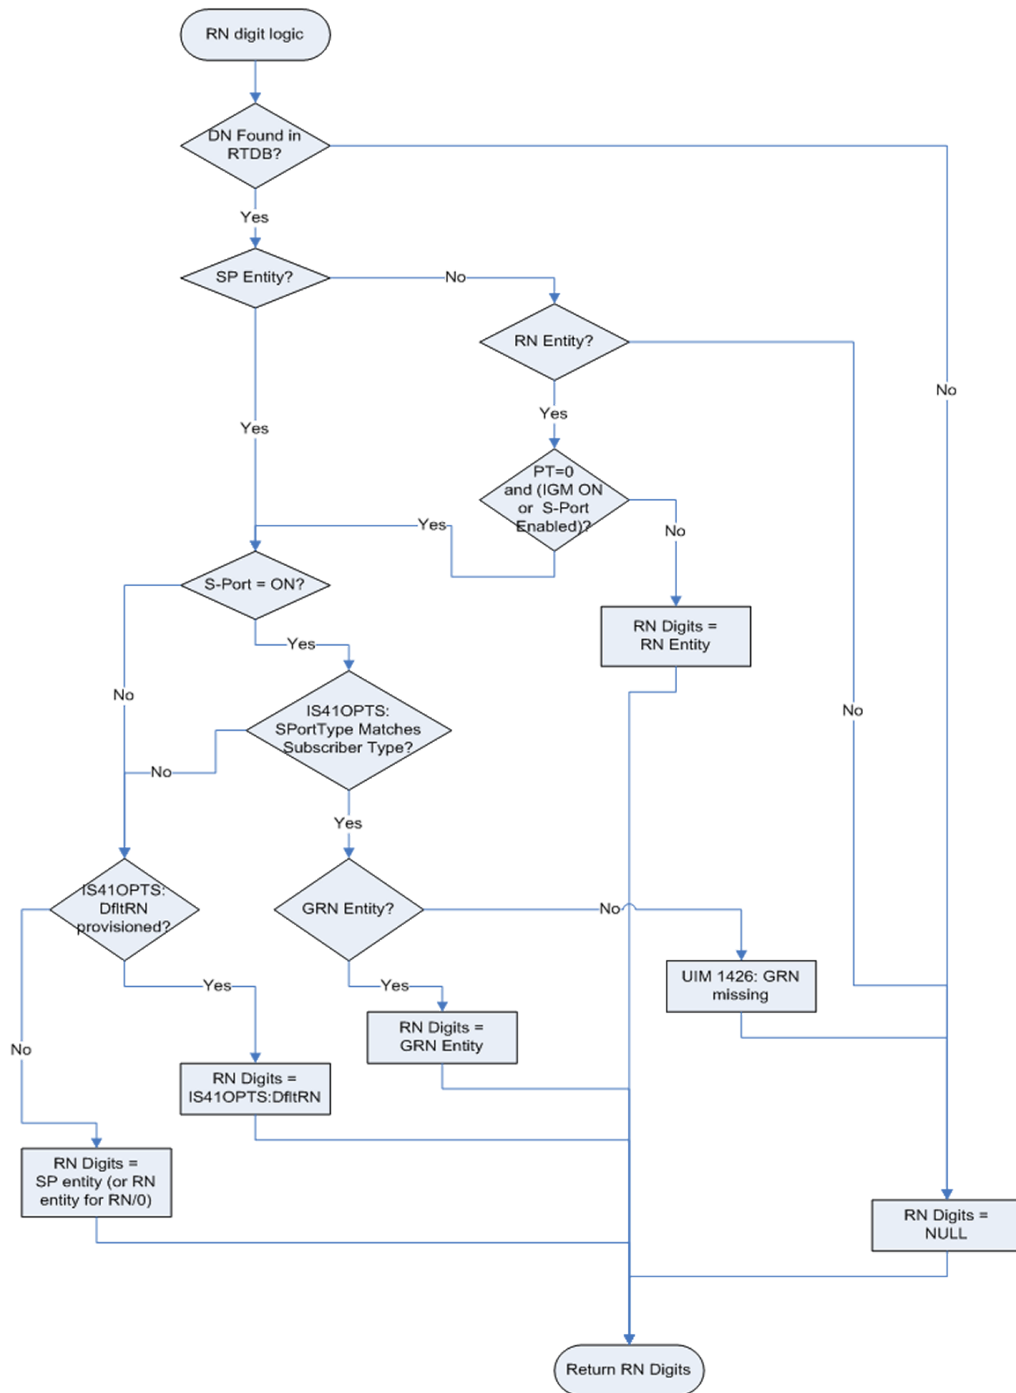 RN digit logic
DN Found in
RTDB?
Yes
SP Entity?
No
RN Entity?
No
Yes
Yes
PT=0
and (IGM ON
or S-Port
Enabled)?
Yes
No
S-Port = ON?
RN Digits =
RN Entity
Yes
No
IS41OPTS:
SPortType Matches
Subscriber Type?
No
No
Yes
IS41OPTS:
DfltRN
provisioned?
GRN Entity?
No
UIM 1426: GRN
missing
Yes
Yes
RN Digits =
GRN Entity
No
RN Digits =
IS41OPTS:DfltRN
RN Digits =
SP entity (or RN
entity for RN/0)
RN Digits =
NULL
Return RN Digits